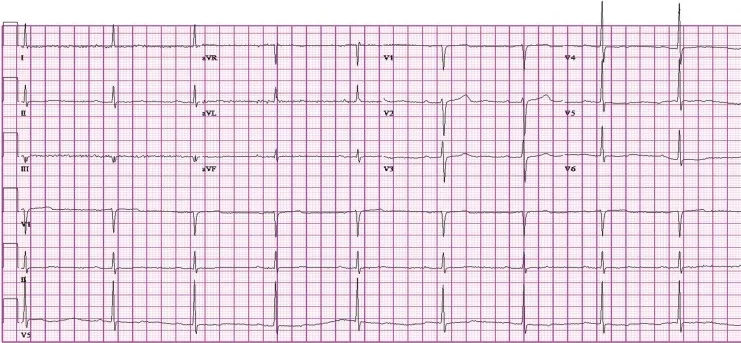 I aVR V1 V4
II aVL V2 V5
III aVF V3 V6
V1
II
V5